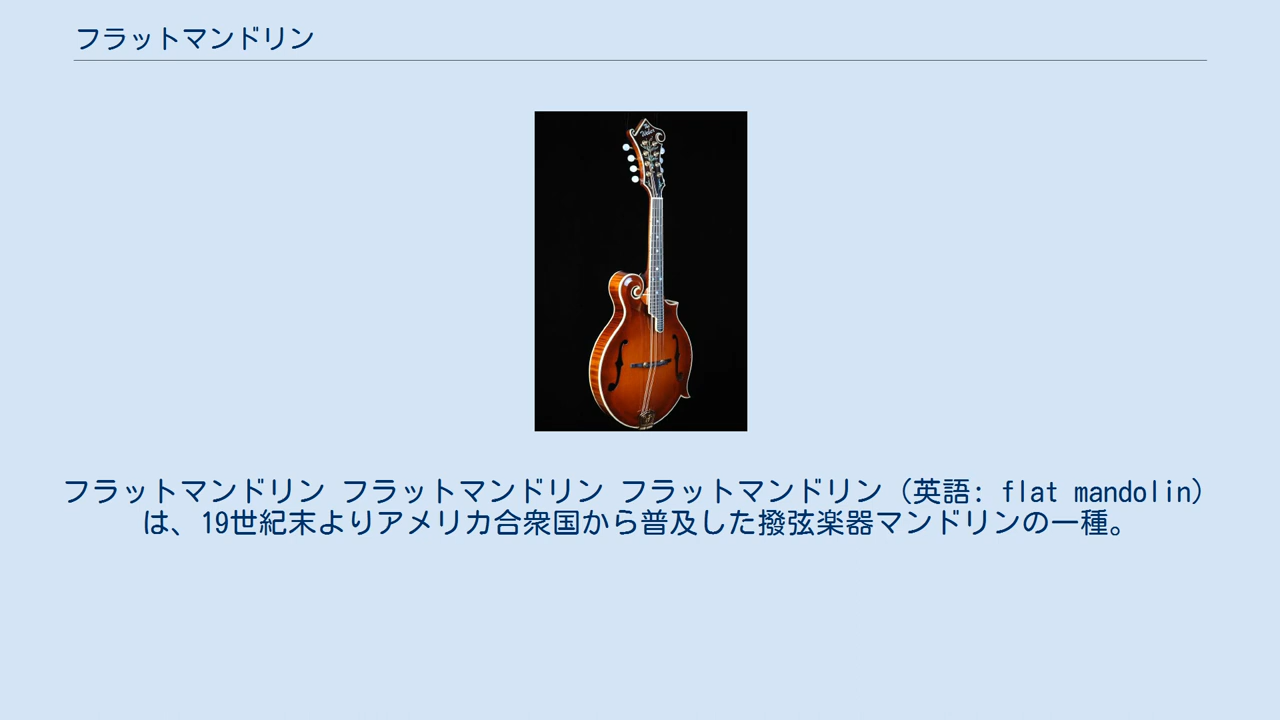 フラットマンドリン
フラットマンドリン フラットマンドリン フラットマンドリン（英語: flat mandolin）
は、19世紀末よりアメリカ合衆国から普及した撥弦楽器マンドリンの一種。